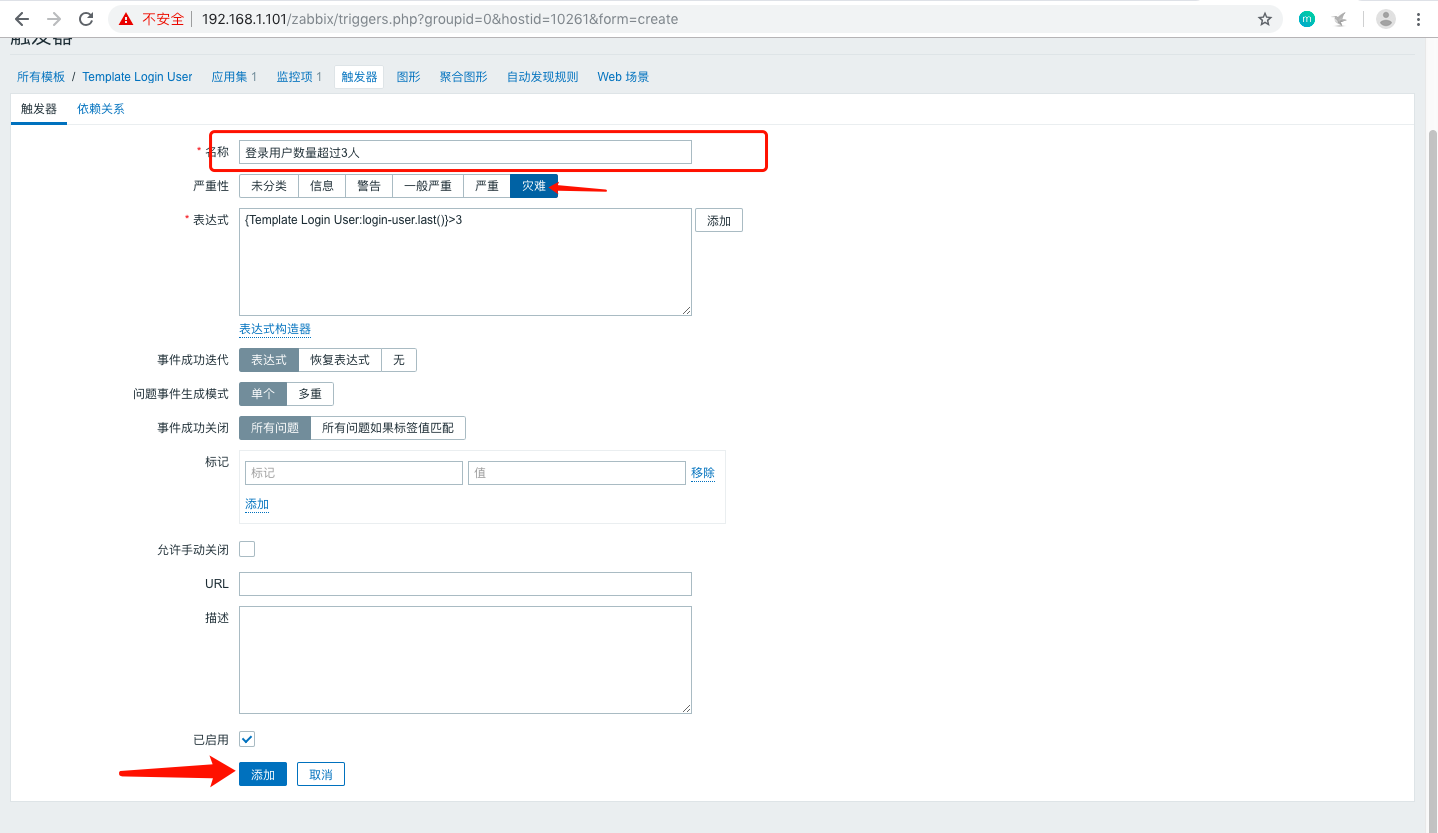 不安全 192.168.1.101/zabbix/triggers.php?groupid=0&hostid=10261&form=create
触发器
所有模板 / Template Login User 应用集 1 监控项 1 触发器 图形 聚合图形 自动发现规则 Web 场景
触发器 依赖关系
* 名称 登录用户数量超过3人
严重性 未分类 信息 警告 一般严重 严重 灾难
* 表达式 {Template Login User:login-user.last()}>3 添加
表达式构造器
事件成功迭代 表达式 恢复表达式 无
问题事件生成模式 单个 多重
事件成功关闭 所有问题 所有问题如果标签值匹配
标记 标记 值 移除
添加
允许手动关闭
URL
描述
已启用
添加 取消